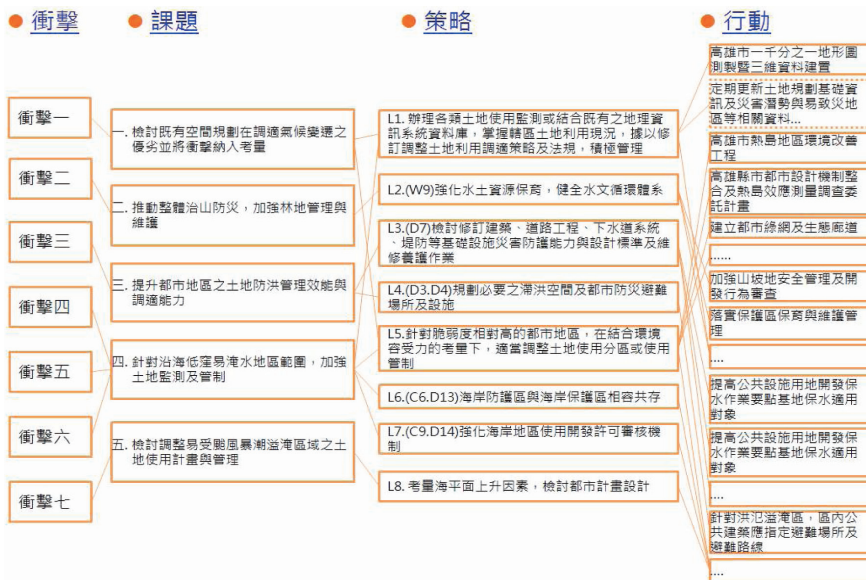 衝擊
課題
策略
行動
衝擊一
衝擊二
衝擊三
衝擊四
衝擊五
衝擊六
衝擊七
一. 檢討既有空間規劃在調適氣候變遷之
優劣並將衝擊納入考量
二. 推動整體治山防災，加強林地管理與
維護
三. 提升都市地區之土地防洪管理效能與
調適能力
四. 針對沿海低窪易淹水地區範圍，加強
土地監測及管制
五. 檢討調整易受颱風暴潮溢淹區域之土
地使用計畫與管理
L1. 辦理各類土地使用監測或結合既有之地理資
訊系統資料庫，掌握轄區土地利用現況，據以修
訂調整土地利用調適策略及法規，積極管理
L2.(W9)強化水土資源保育，健全水文循環體系
L3.(D7)檢討修訂建築、道路工程、下水道系統
、堤防等基礎設施災害防護能力與設計標準及維
修養護作業
L4.(D3.D4)規劃必要之滯洪空間及都市防災避難
場所及設施
L5.針對脆弱度相對高的都市地區，在結合環境
容受力的考量下，適當調整土地使用分區或使用
管制
L6.(C6.D13)海岸防護區與海岸保護區相容共存
L7.(C9.D14)強化海岸地區使用開發許可審核機
制
L8. 考量海平面上升因素，檢討都市計畫設計
高雄市一千分之一地形圖
測製暨三維資料建置
定期更新土地規劃基礎資
訊及災害潛勢與易致災地
區等相關資料...
高雄市熱島地區環境改善
工程
高雄縣市都市設計機制整
合及熱島效應測量調查委
託計畫
建立都市綠網及生態廊道
......
加強山坡地安全管理及開
發行為審查
落實保護區保育與維護管
理
....
提高公共設施用地開發保
水作業要點基地保水適用
對象
提高公共設施用地開發保
水作業要點基地保水適用
對象
....
針對洪氾溢淹區，區內公
共建築應指定避難場所及
避難路線
....